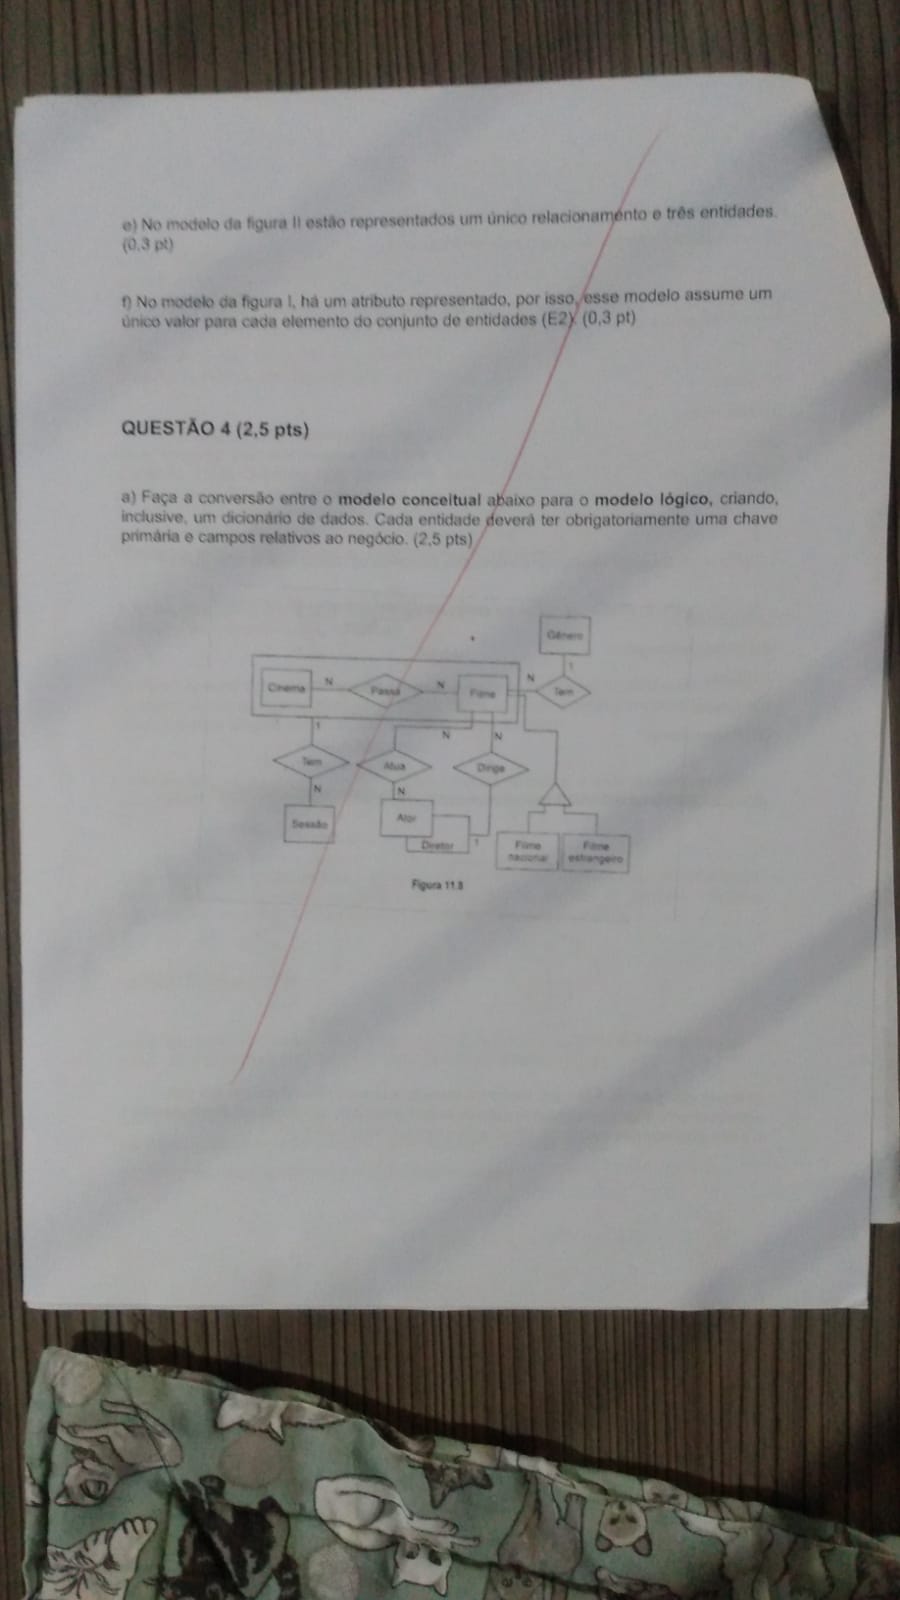 e) No modelo da figura II estão representados um único relacionamento e três entidades.
(0,3 pt)
f) No modelo da figura I, há um atributo representado, por isso, esse modelo assume um
único valor para cada elemento do conjunto de entidades (E2). (0,3 pt)
QUESTÃO 4 (2,5 pts)
a) Faça a conversão entre o modelo conceitual abaixo para o modelo lógico, criando,
inclusive, um dicionário de dados. Cada entidade deverá ter obrigatoriamente uma chave
primária e campos relativos ao negócio. (2,5 pts)
Gênero
1
Cinema
N
Passa
N
Filme
N
Tem
1
N
N
Tem
Atua
Dirige
N
N
Sessão
Ator
Diretor
1
Filme
nacional
Filme
estrangeiro
Figura 11.8